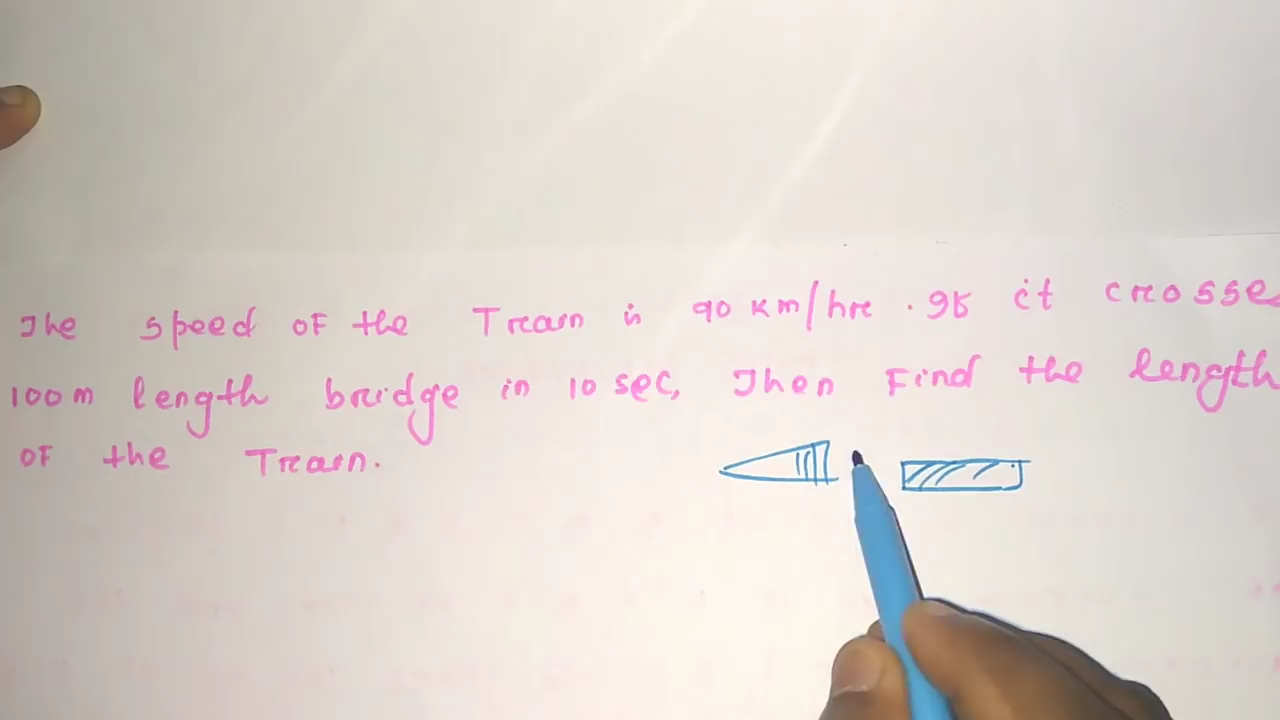 The speed of the Train is 90 km/hr . If it crosse
100m length bridge in 10 sec, Then Find the length
of the Train.